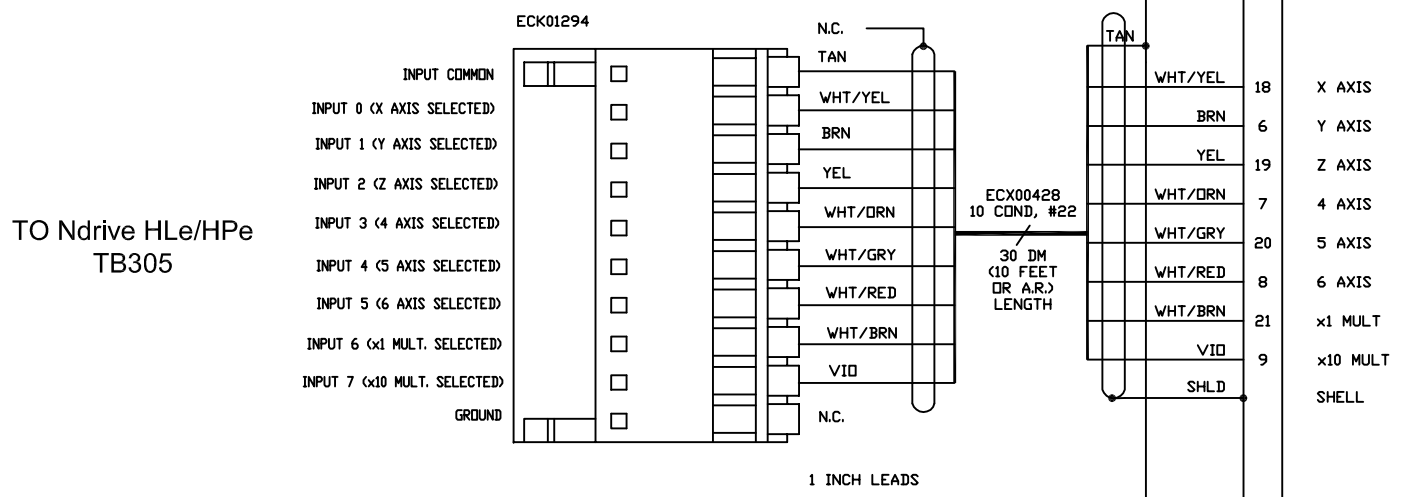 ECK01294
INPUT COMMON
INPUT 0 (X AXIS SELECTED)
INPUT 1 (Y AXIS SELECTED)
INPUT 2 (Z AXIS SELECTED)
INPUT 3 (4 AXIS SELECTED)
INPUT 4 (5 AXIS SELECTED)
INPUT 5 (6 AXIS SELECTED)
INPUT 6 (x1 MULT. SELECTED)
INPUT 7 (x10 MULT. SELECTED)
GROUND
TO Ndrive HLe/HPe
TB305
N.C.
TAN
WHT/YEL
BRN
YEL
WHT/ORN
WHT/GRY
WHT/RED
WHT/BRN
VIO
N.C.
1 INCH LEADS
ECX00428
10 COND, #22
30 DM
(10 FEET
OR A.R.)
LENGTH
TAN
WHT/YEL 18 X AXIS
BRN 6 Y AXIS
YEL 19 Z AXIS
WHT/ORN 7 4 AXIS
WHT/GRY 20 5 AXIS
WHT/RED 8 6 AXIS
WHT/BRN 21 x1 MULT
VIO 9 x10 MULT
SHLD SHELL